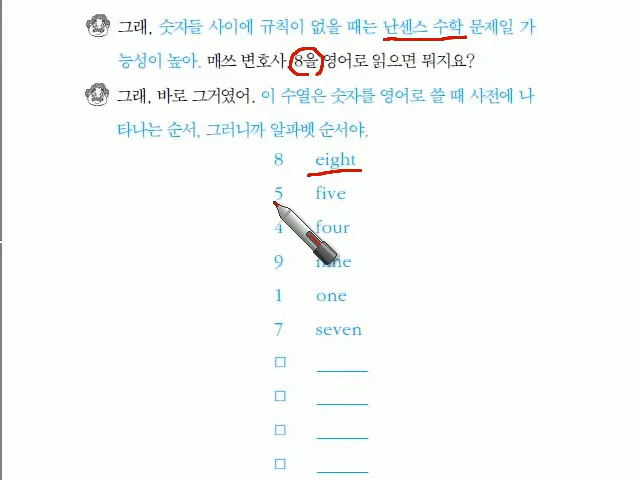 그래, 숫자들 사이에 규칙이 없을 때는 난센스 수학 문제일 가
능성이 높아. 매쓰 변호사, 8을 영어로 읽으면 뭐지요?
그래, 바로 그거였어. 이 수열은 숫자를 영어로 쓸 때 사전에 나
타나는 순서, 그러니까 알파벳 순서야.
8 eight
5 five
4 four
9 nine
1 one
7 seven
□ ______
□ ______
□ ______
□ ______